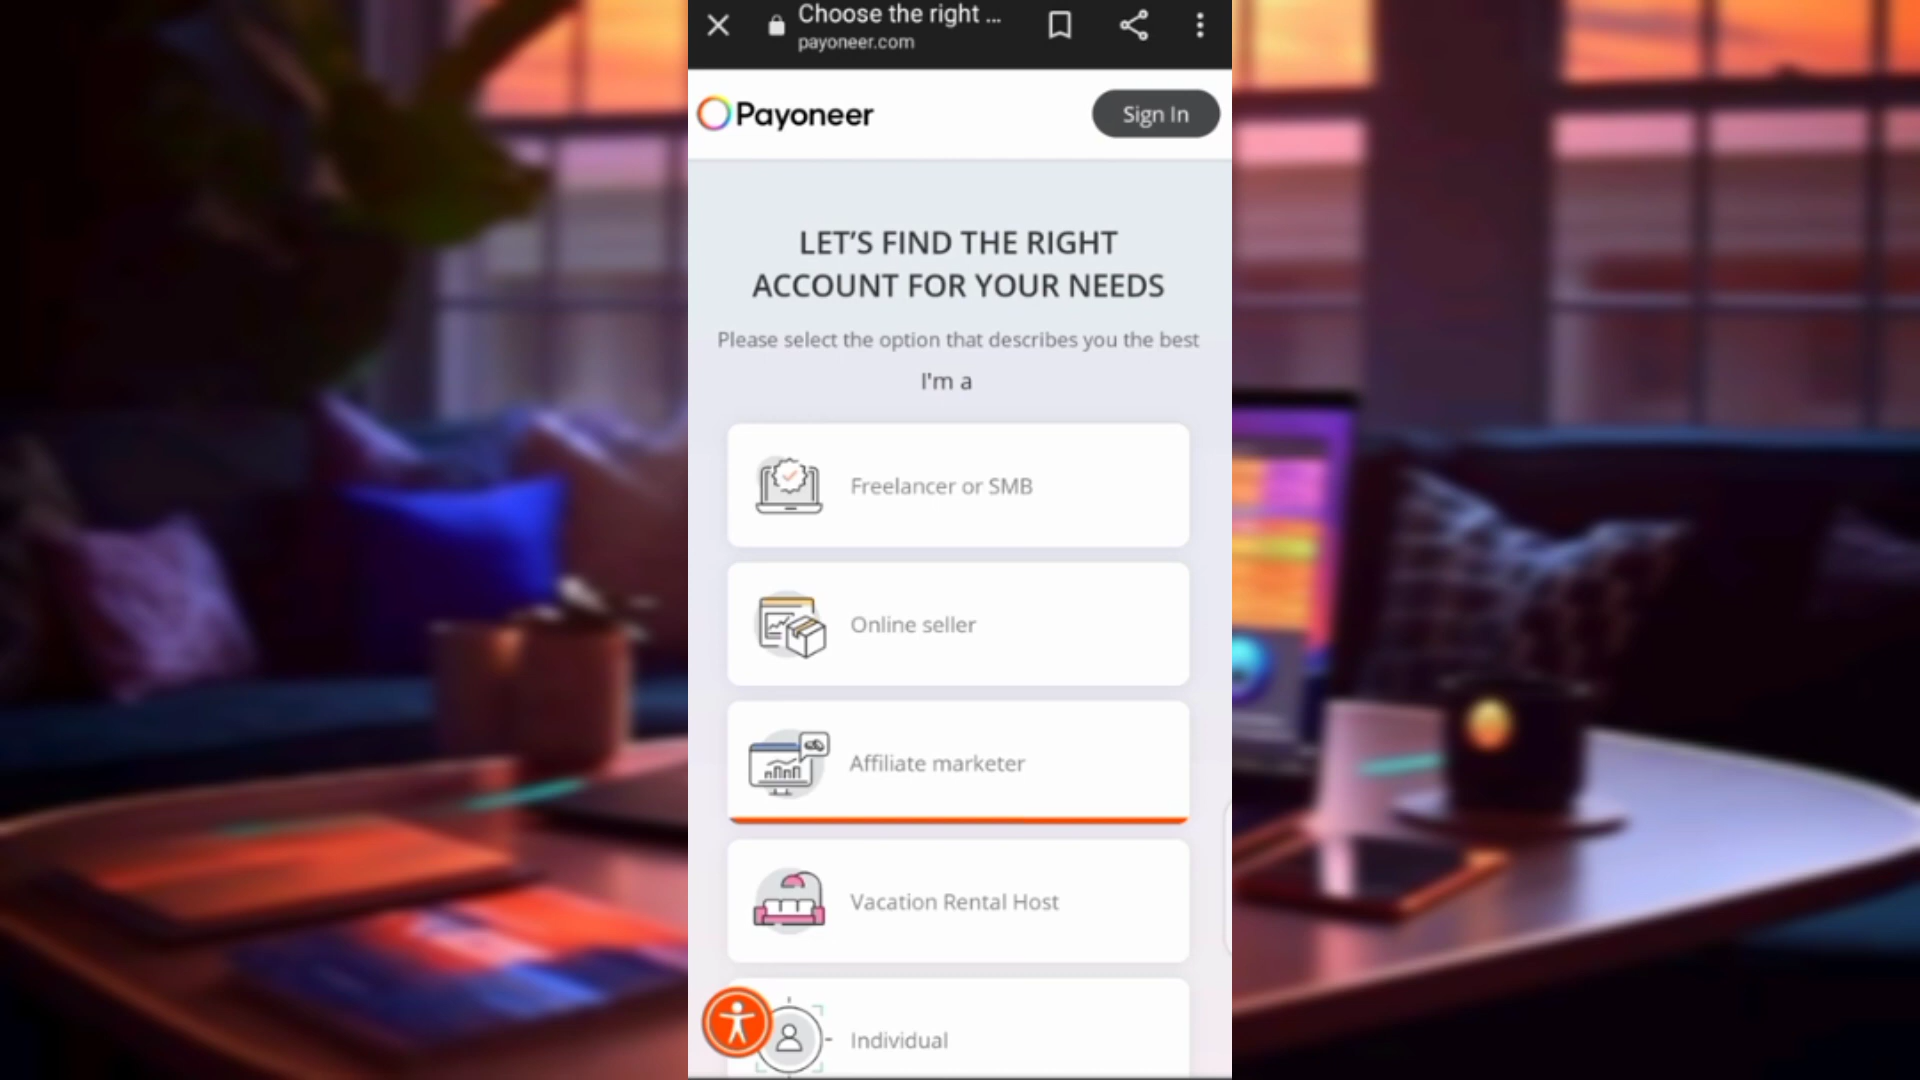 Choose the right ...
payoneer.com
Payoneer
Sign In
LET’S FIND THE RIGHT
ACCOUNT FOR YOUR NEEDS
Please select the option that describes you the best
I'm a
Freelancer or SMB
Online seller
Affiliate marketer
Vacation Rental Host
Individual